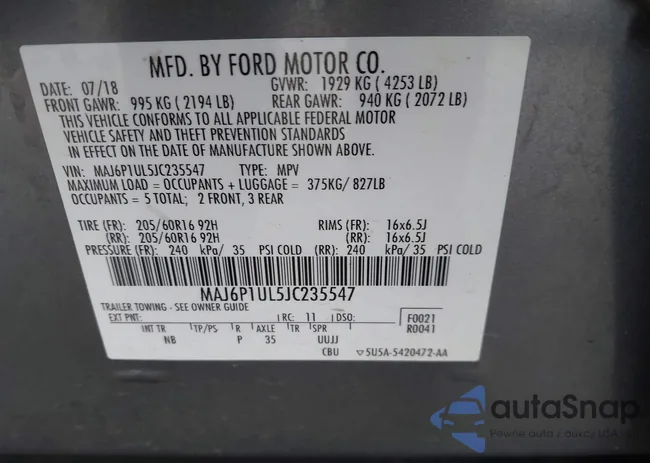 MFD. BY FORD MOTOR CO.
DATE: 07/18 GVWR: 1929 KG ( 4253 LB)
FRONT GAWR: 995 KG ( 2194 LB) REAR GAWR: 940 KG ( 2072 LB)
THIS VEHICLE CONFORMS TO ALL APPLICABLE FEDERAL MOTOR
VEHICLE SAFETY AND THEFT PREVENTION STANDARDS
IN EFFECT ON THE DATE OF MANUFACTURE SHOWN ABOVE.
VIN: MAJ6P1UL5JC235547 TYPE: MPV
MAXIMUM LOAD = OCCUPANTS + LUGGAGE = 375KG/ 827LB
OCCUPANTS = 5 TOTAL; 2 FRONT, 3 REAR
TIRE (FR): 205/60R16 92H RIMS (FR): 16x6.5J
(RR): 205/60R16 92H (RR): 16x6.5J
PRESSURE (FR): 240 kPa/ 35 PSI COLD (RR): 240 kPa/ 35 PSI COLD
MAJ6P1UL5JC235547
TRAILER TOWING - SEE OWNER GUIDE
EXT PNT: RC: 11 DSO: F0021
R0041
INT TR TP/PS R AXLE TR SPR
NB P 35 UUJJ
CBU 5U5A-5420472-AA
autaSnap
Pewne auta z aukcji USA